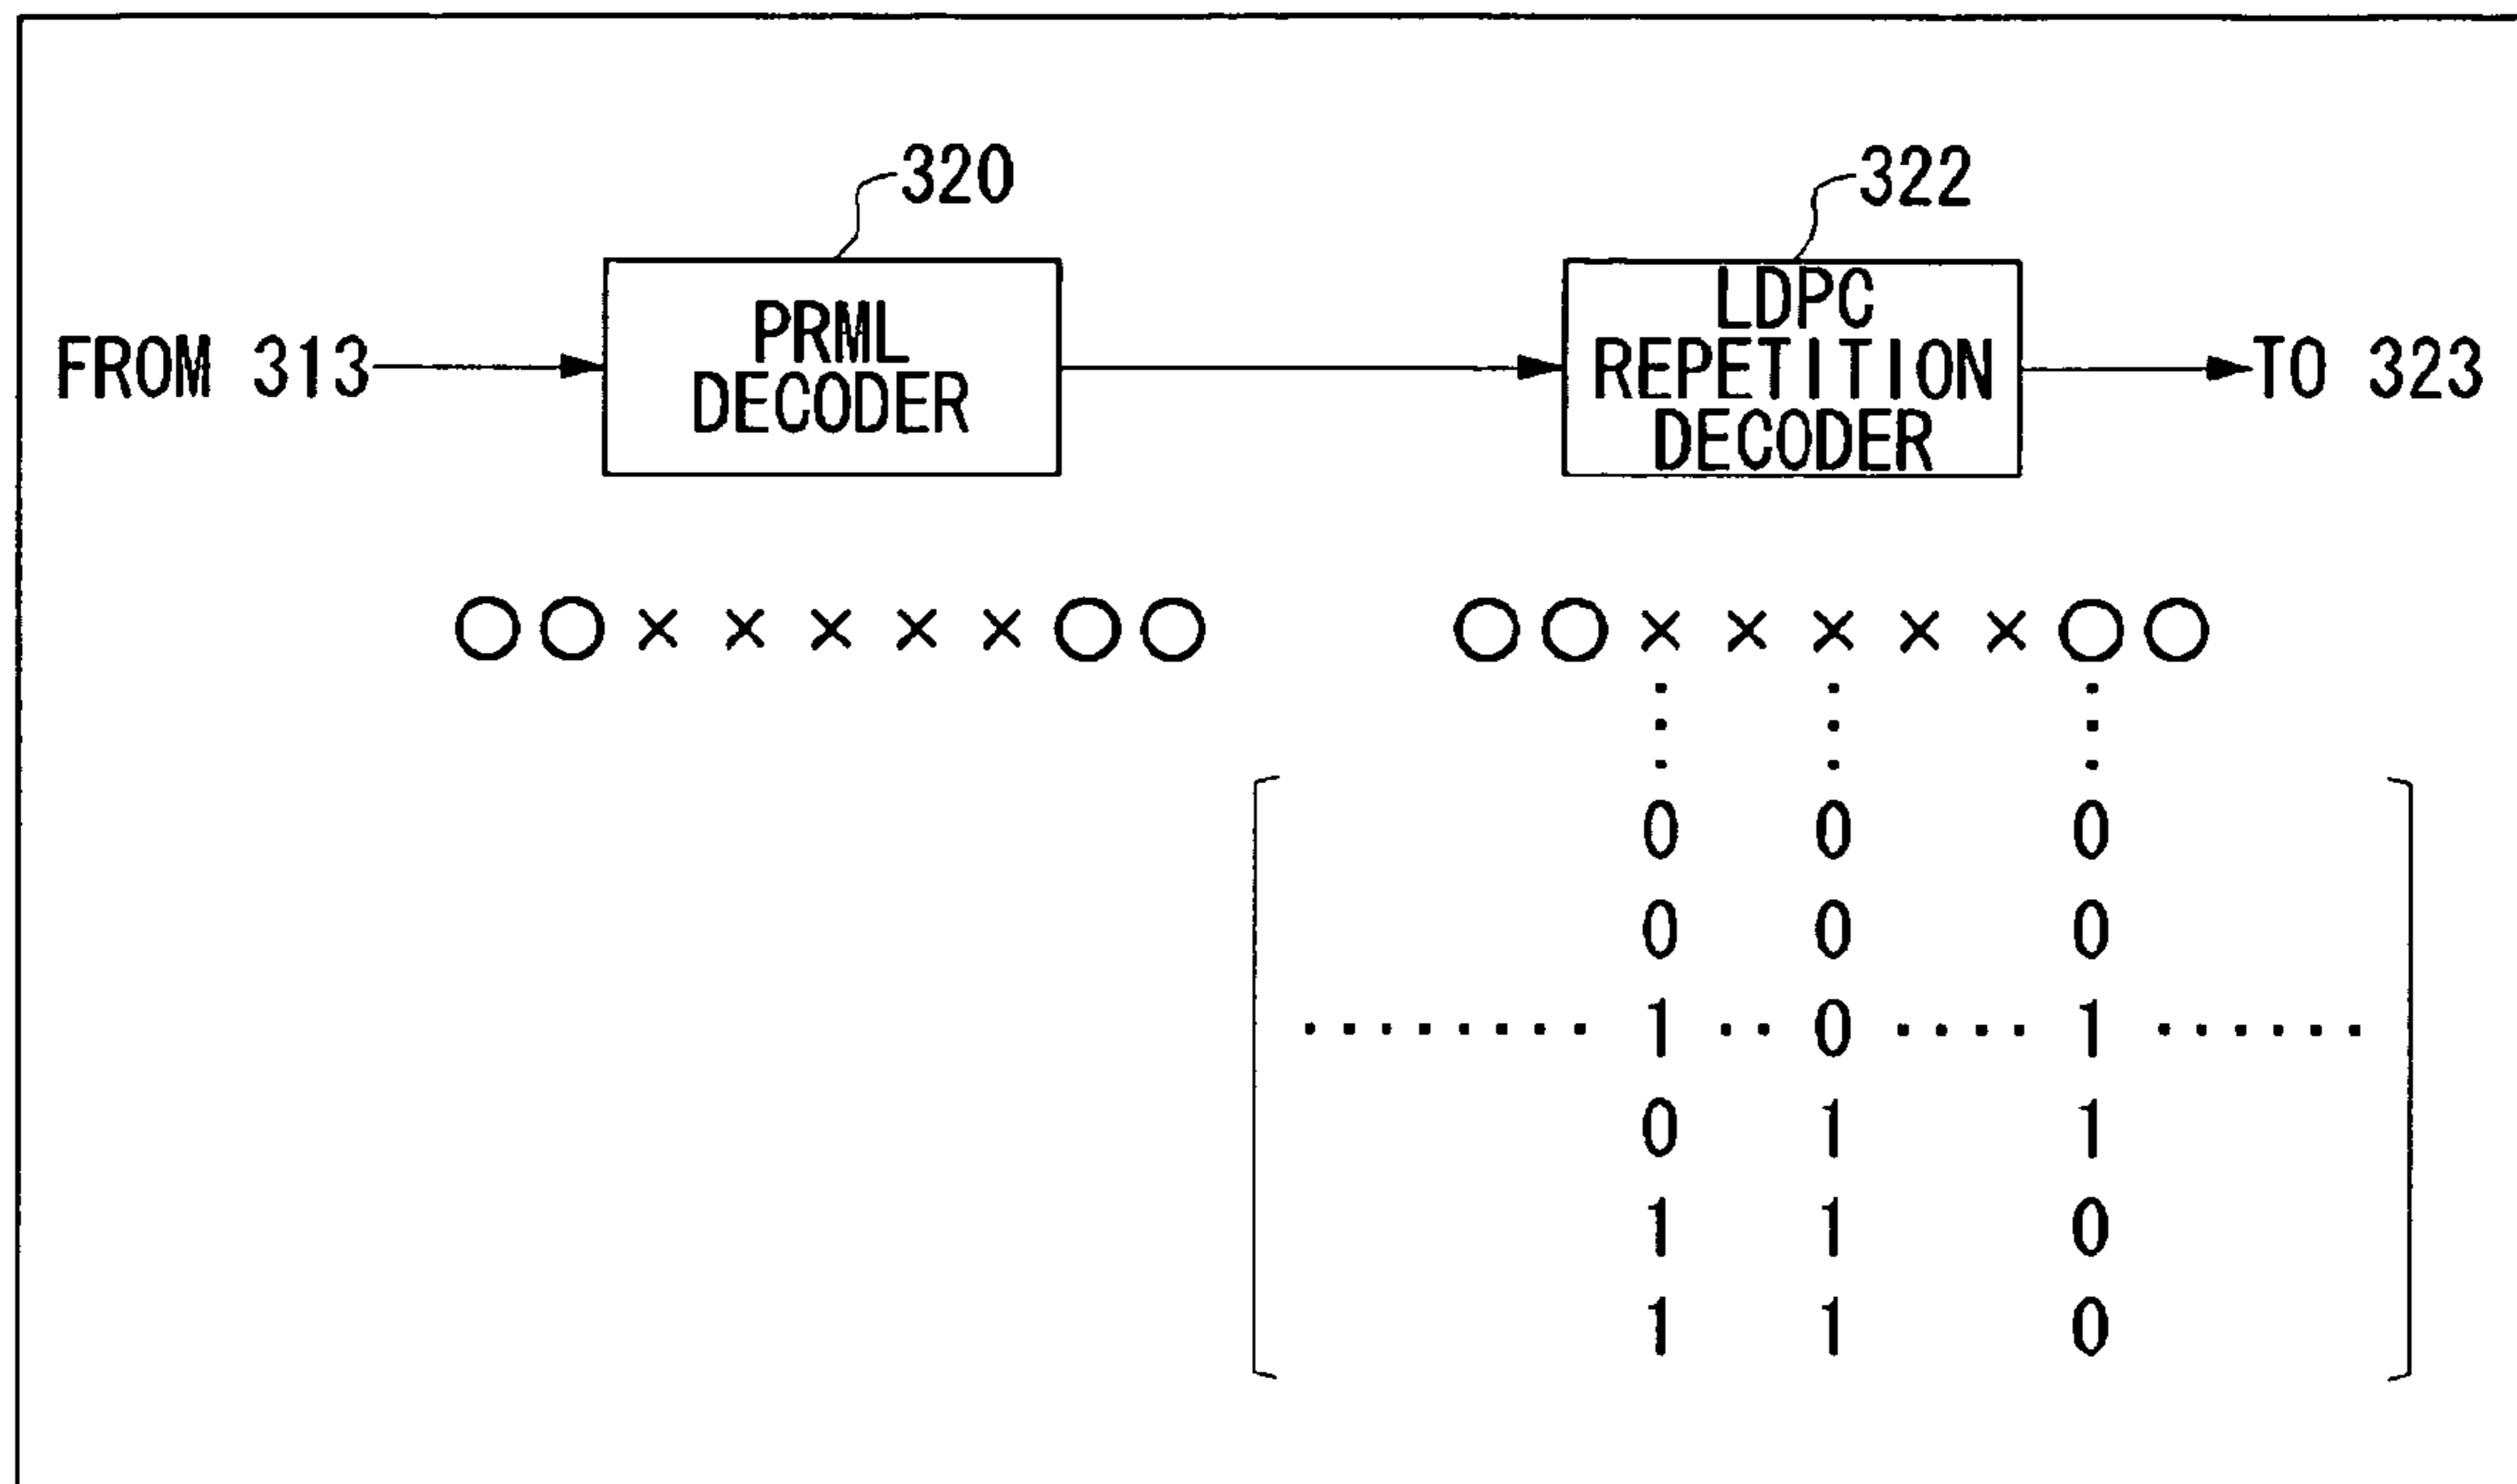 320
322
FROM 313
PRML
DECODER
LDPC
REPETITION
DECODER
TO 323
○○×××××○○
○○×××××○○
0 0 0
0 0 0
········ 1 ·· 0 ···· 1 ······
0 1 1
1 1 0
1 1 0